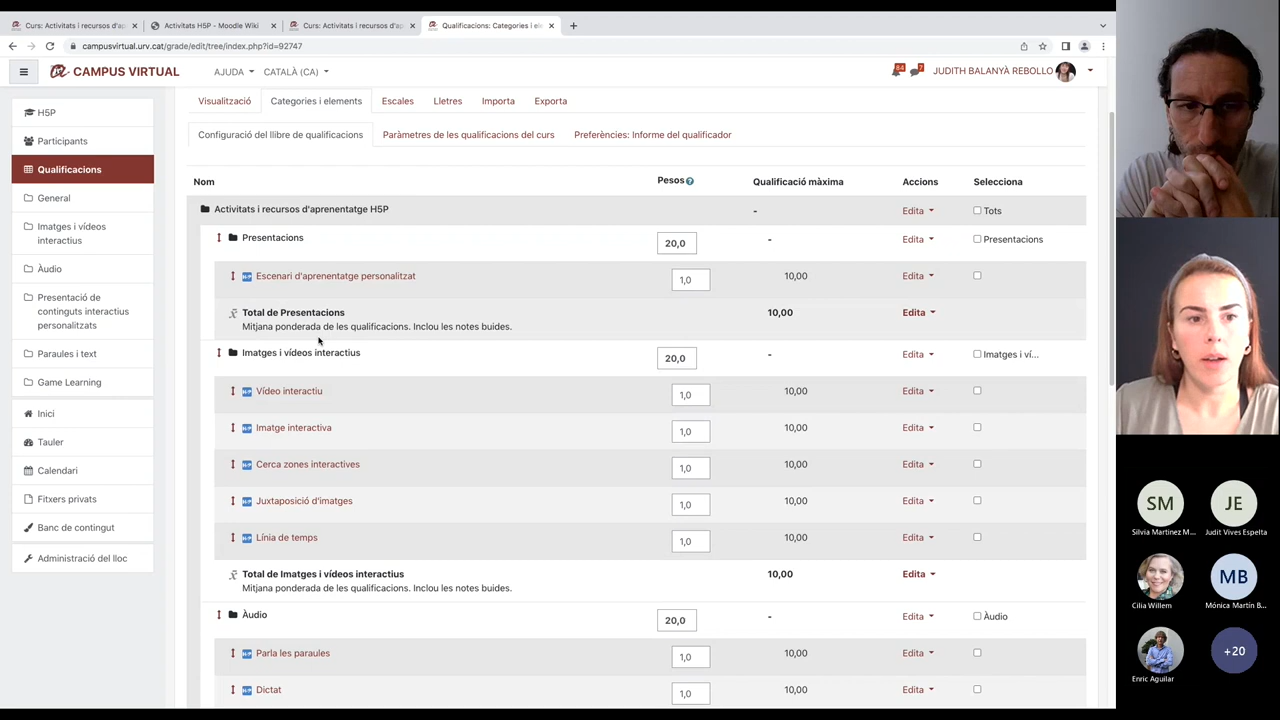 Curs: Activitats i recursos d'ap
Activitats H5P - Moodle Wiki
Curs: Activitats i recursos d'ap
Qualificacions: Categories i ele
campusvirtual.urv.cat/grade/edit/tree/index.php?id=92747
CAMPUS VIRTUAL
AJUDA
CATALÀ (CA)
84
7
JUDITH BALANYÀ REBOLLO
H5P
Participants
Qualificacions
General
Imatges i vídeos
interactius
Àudio
Presentació de
continguts interactius
personalitzats
Paraules i text
Game Learning
Inici
Tauler
Calendari
Fitxers privats
Banc de contingut
Administració del lloc
Visualització
Categories i elements
Escales
Lletres
Importa
Exporta
Configuració del llibre de qualificacions
Paràmetres de les qualificacions del curs
Preferències: Informe del qualificador
Nom Pesos Qualificació màxima Accions Selecciona
Activitats i recursos d'aprenentatge H5P - Edita Tots
Presentacions 20,0 - Edita Presentacions
H5P Escenari d'aprenentatge personalitzat 1,0 10,00 Edita
Total de Presentacions 10,00 Edita
Mitjana ponderada de les qualificacions. Inclou les notes buides.
Imatges i vídeos interactius 20,0 - Edita Imatges i ví...
H5P Vídeo interactiu 1,0 10,00 Edita
H5P Imatge interactiva 1,0 10,00 Edita
H5P Cerca zones interactives 1,0 10,00 Edita
H5P Juxtaposició d'imatges 1,0 10,00 Edita
H5P Línia de temps 1,0 10,00 Edita
Total de Imatges i vídeos interactius 10,00 Edita
Mitjana ponderada de les qualificacions. Inclou les notes buides.
Àudio 20,0 - Edita Àudio
H5P Parla les paraules 1,0 10,00 Edita
H5P Dictat 1,0 10,00 Edita
SM
Silvia Martinez M...
JE
Judit Vives Espelta
Cilia Willem
MB
Mónica Martín B...
Enric Aguilar
+20